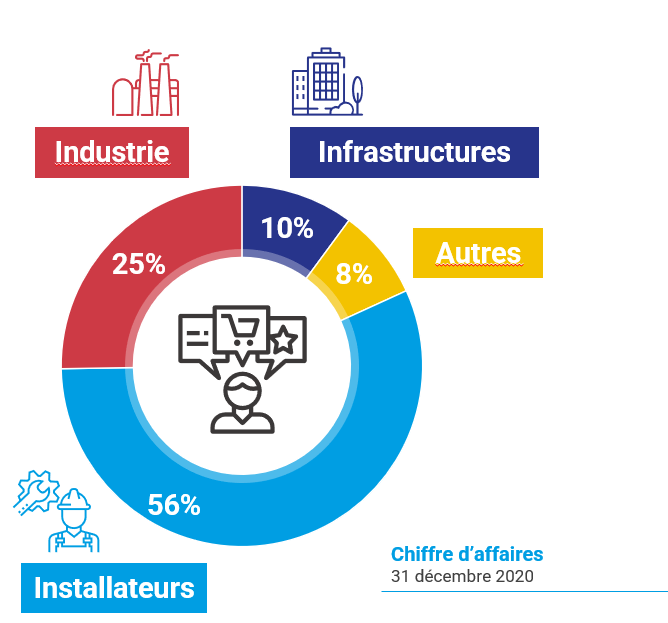 Industrie
Infrastructures
Autres
10%
25%
8%
56%
Installateurs
Chiffre d'affaires
31 décembre 2020